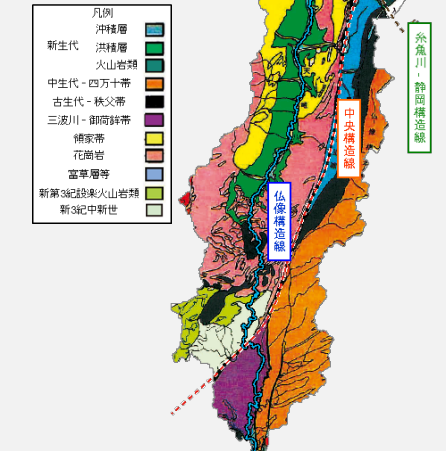 凡例
新生代
沖積層
洪積層
火山岩類
中生代-四万十帯
古生代-秩父帯
三波川-御荷鉾帯
領家帯
花崗岩
富草層等
新第3紀設楽火山岩類
新3紀中新世
糸魚川-静岡構造線
中央構造線
仏像構造線